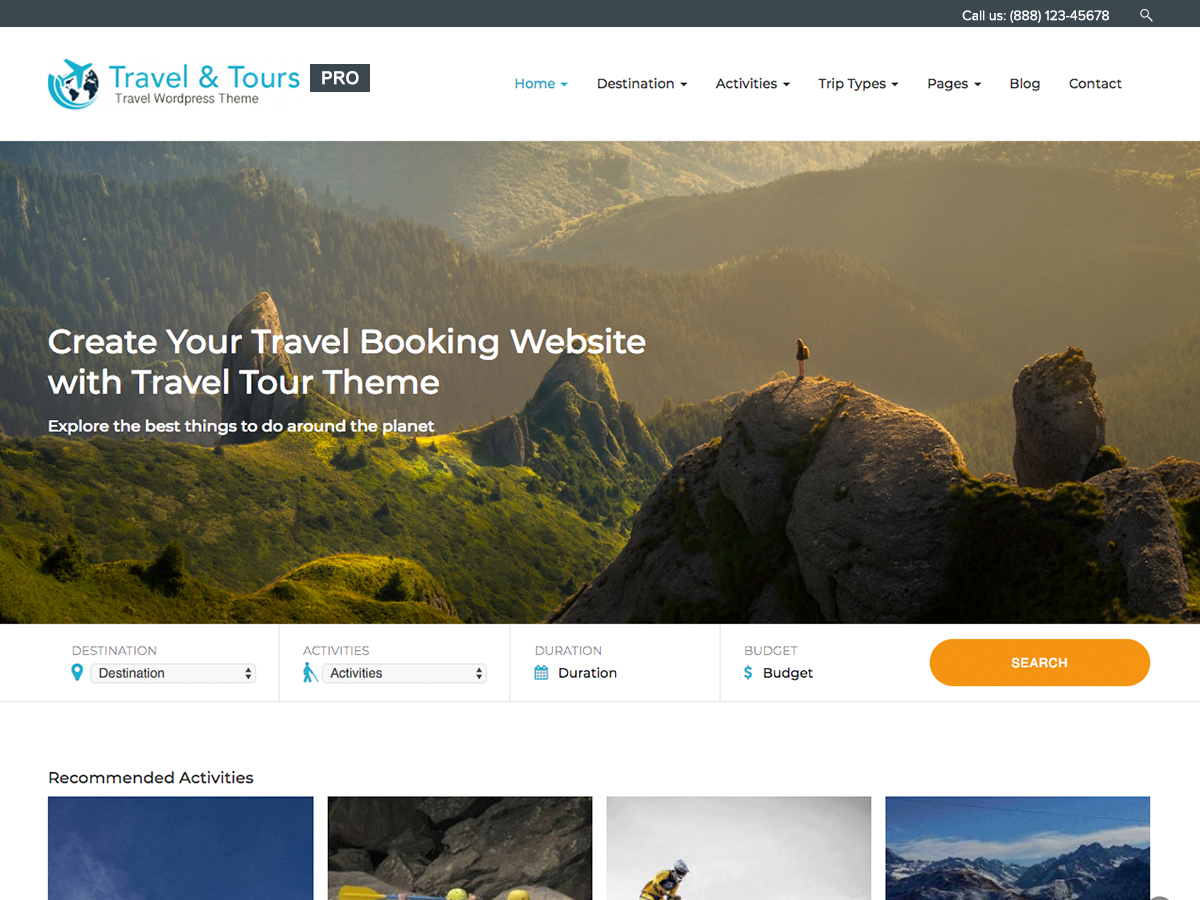 Call us: (888) 123-45678
Travel & Tours PRO
Travel Wordpress Theme
Home Destination Activities Trip Types Pages Blog Contact
Create Your Travel Booking Website
with Travel Tour Theme
Explore the best things to do around the planet
DESTINATION ACTIVITIES DURATION BUDGET
Destination Activities Duration $ Budget
SEARCH
Recommended Activities